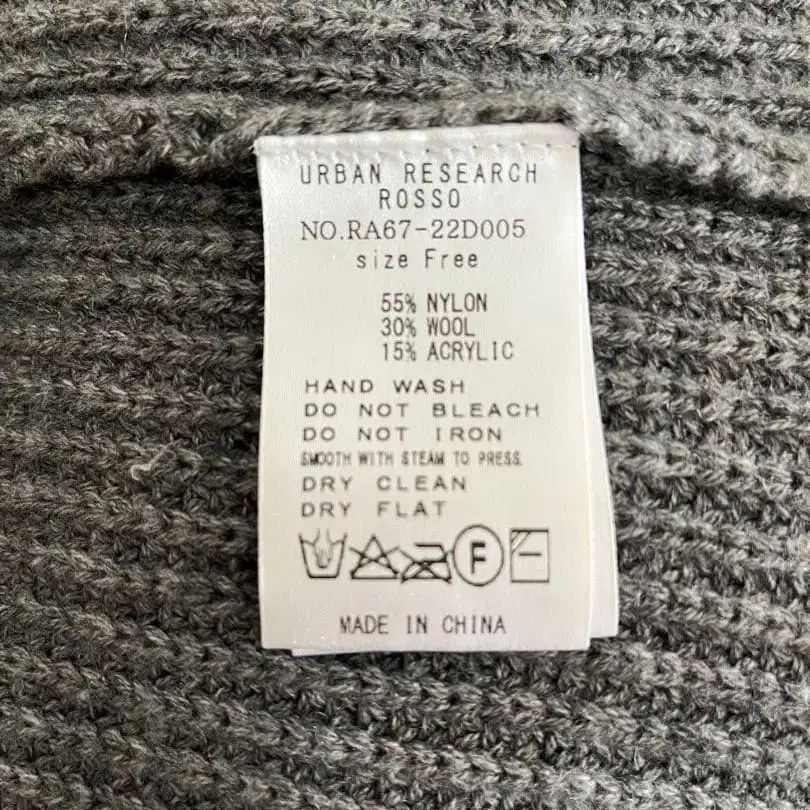 URBAN RESEARCH
ROSSO
NO.RA67-22D005
size Free
55% NYLON
30% WOOL
15% ACRYLIC
HAND WASH
DO NOT BLEACH
DO NOT IRON
SMOOTH WITH STEAM TO PRESS.
DRY CLEAN
DRY FLAT
F
MADE IN CHINA